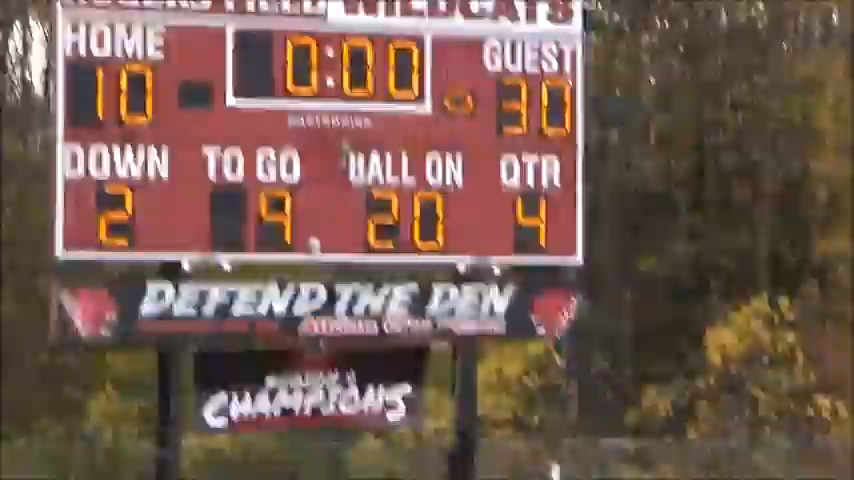 HOME 0:00 GUEST
10 30
DOWN TO GO BALL ON QTR
2 9 20 4
DEFEND THE DEN
CHAMPIONS